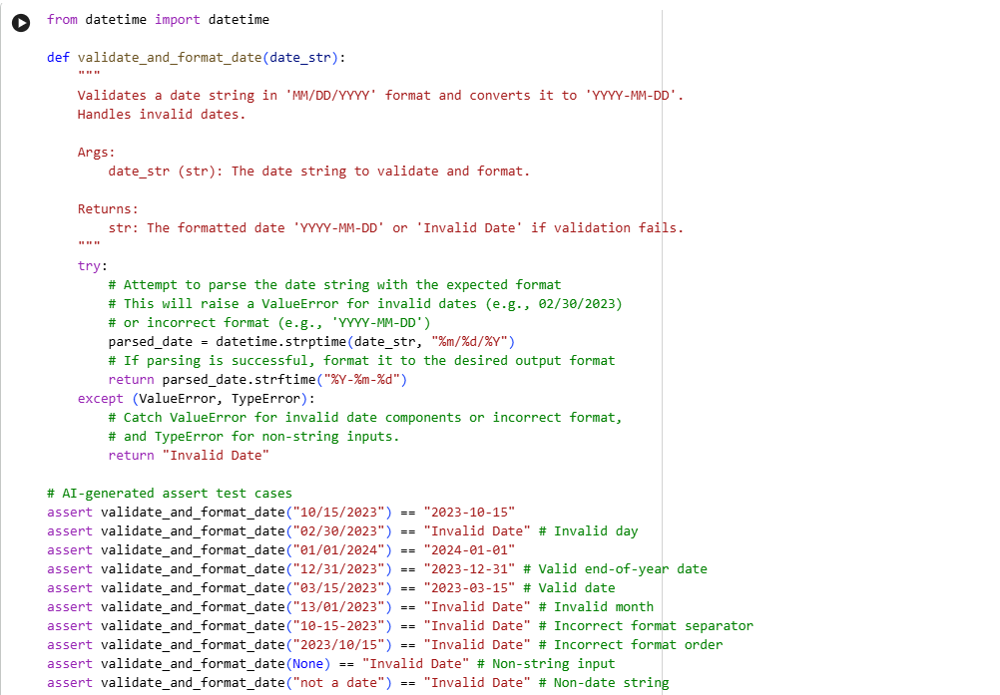 from datetime import datetime
def validate_and_format_date(date_str):
"""
Validates a date string in 'MM/DD/YYYY' format and converts it to 'YYYY-MM-DD'.
Handles invalid dates.
Args:
date_str (str): The date string to validate and format.
Returns:
str: The formatted date 'YYYY-MM-DD' or 'Invalid Date' if validation fails.
"""
try:
# Attempt to parse the date string with the expected format
# This will raise a ValueError for invalid dates (e.g., 02/30/2023)
# or incorrect format (e.g., 'YYYY-MM-DD')
parsed_date = datetime.strptime(date_str, "%m/%d/%Y")
# If parsing is successful, format it to the desired output format
return parsed_date.strftime("%Y-%m-%d")
except (ValueError, TypeError):
# Catch ValueError for invalid date components or incorrect format,
# and TypeError for non-string inputs.
return "Invalid Date"
# AI-generated assert test cases
assert validate_and_format_date("10/15/2023") == "2023-10-15"
assert validate_and_format_date("02/30/2023") == "Invalid Date" # Invalid day
assert validate_and_format_date("01/01/2024") == "2024-01-01"
assert validate_and_format_date("12/31/2023") == "2023-12-31" # Valid end-of-year date
assert validate_and_format_date("03/15/2023") == "2023-03-15" # Valid date
assert validate_and_format_date("13/01/2023") == "Invalid Date" # Invalid month
assert validate_and_format_date("10-15-2023") == "Invalid Date" # Incorrect format separator
assert validate_and_format_date("2023/10/15") == "Invalid Date" # Incorrect format order
assert validate_and_format_date(None) == "Invalid Date" # Non-string input
assert validate_and_format_date("not a date") == "Invalid Date" # Non-date string